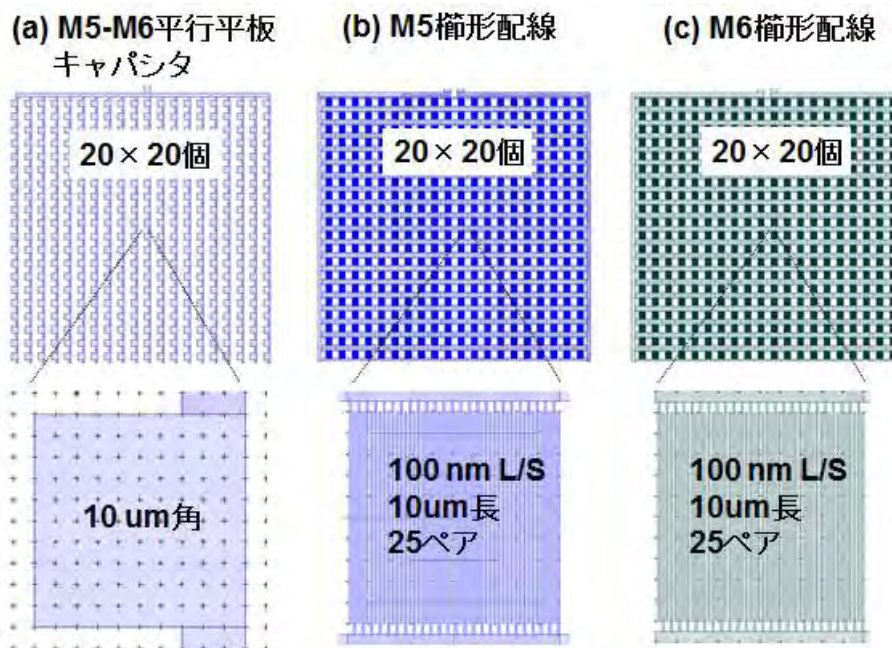 (a) M5-M6平行平板
キャパシタ
(b) M5櫛形配線
(c) M6櫛形配線
20×20個
20×20個
20×20個
10 um角
100 nm L/S
10um長
25ペア
100 nm L/S
10um長
25ペア